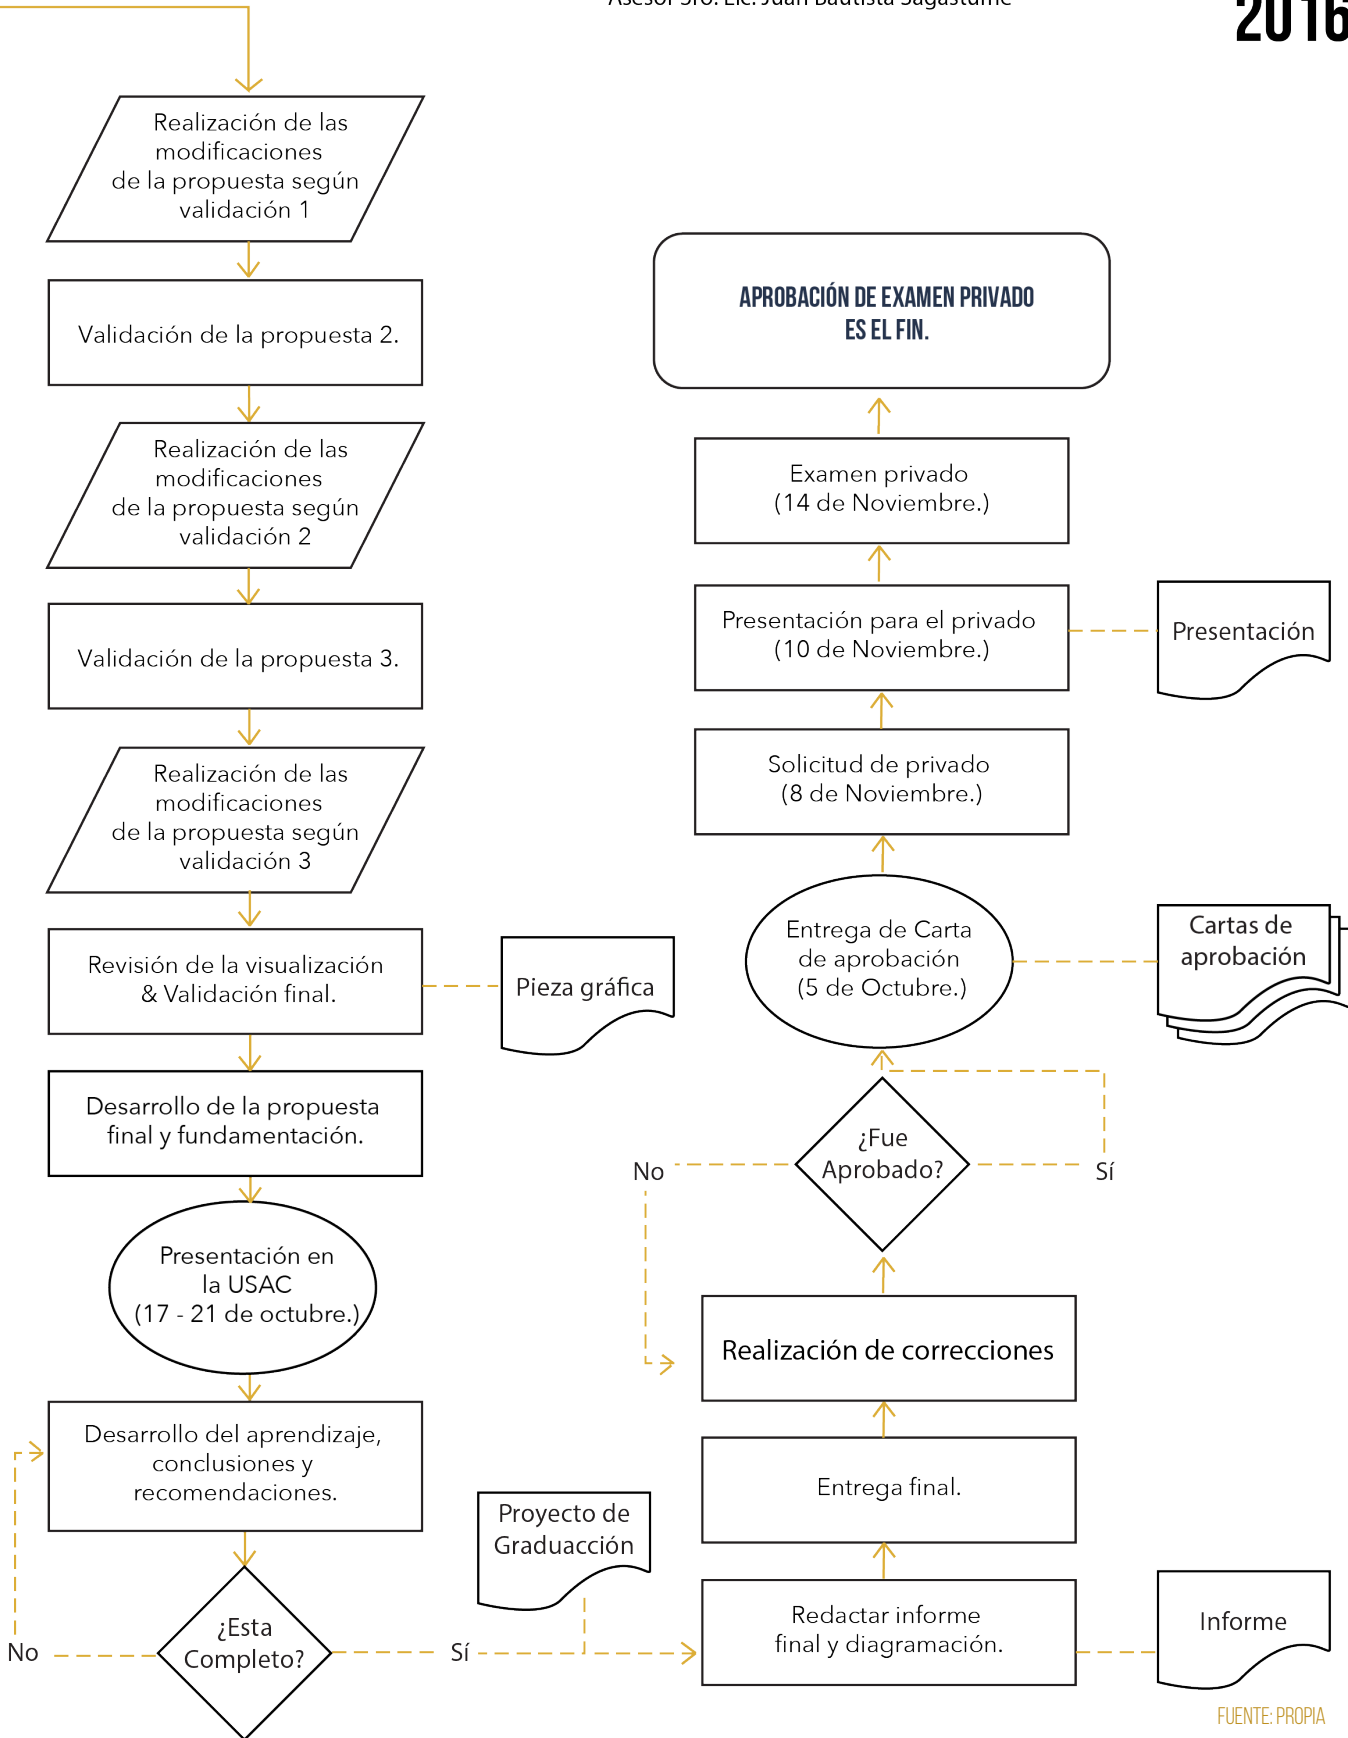 Asesor 3ro. Lic. Juan Bautista Sagastume
2016
Realización de las
modificaciones
de la propuesta según
validación 1
Validación de la propuesta 2.
Realización de las
modificaciones
de la propuesta según
validación 2
Validación de la propuesta 3.
Realización de las
modificaciones
de la propuesta según
validación 3
Revisión de la visualización
& Validación final.
Pieza gráfica
Desarrollo de la propuesta
final y fundamentación.
Presentación en
la USAC
(17 - 21 de octubre.)
Desarrollo del aprendizaje,
conclusiones y
recomendaciones.
¿Esta
Completo?
No
Sí
Proyecto de
Graduacción
Redactar informe
final y diagramación.
Informe
Entrega final.
Realización de correcciones
¿Fue
Aprobado?
No
Sí
Entrega de Carta
de aprobación
(5 de Octubre.)
Cartas de
aprobación
Solicitud de privado
(8 de Noviembre.)
Presentación para el privado
(10 de Noviembre.)
Presentación
Examen privado
(14 de Noviembre.)
APROBACIÓN DE EXAMEN PRIVADO
ES EL FIN.
FUENTE: PROPIA